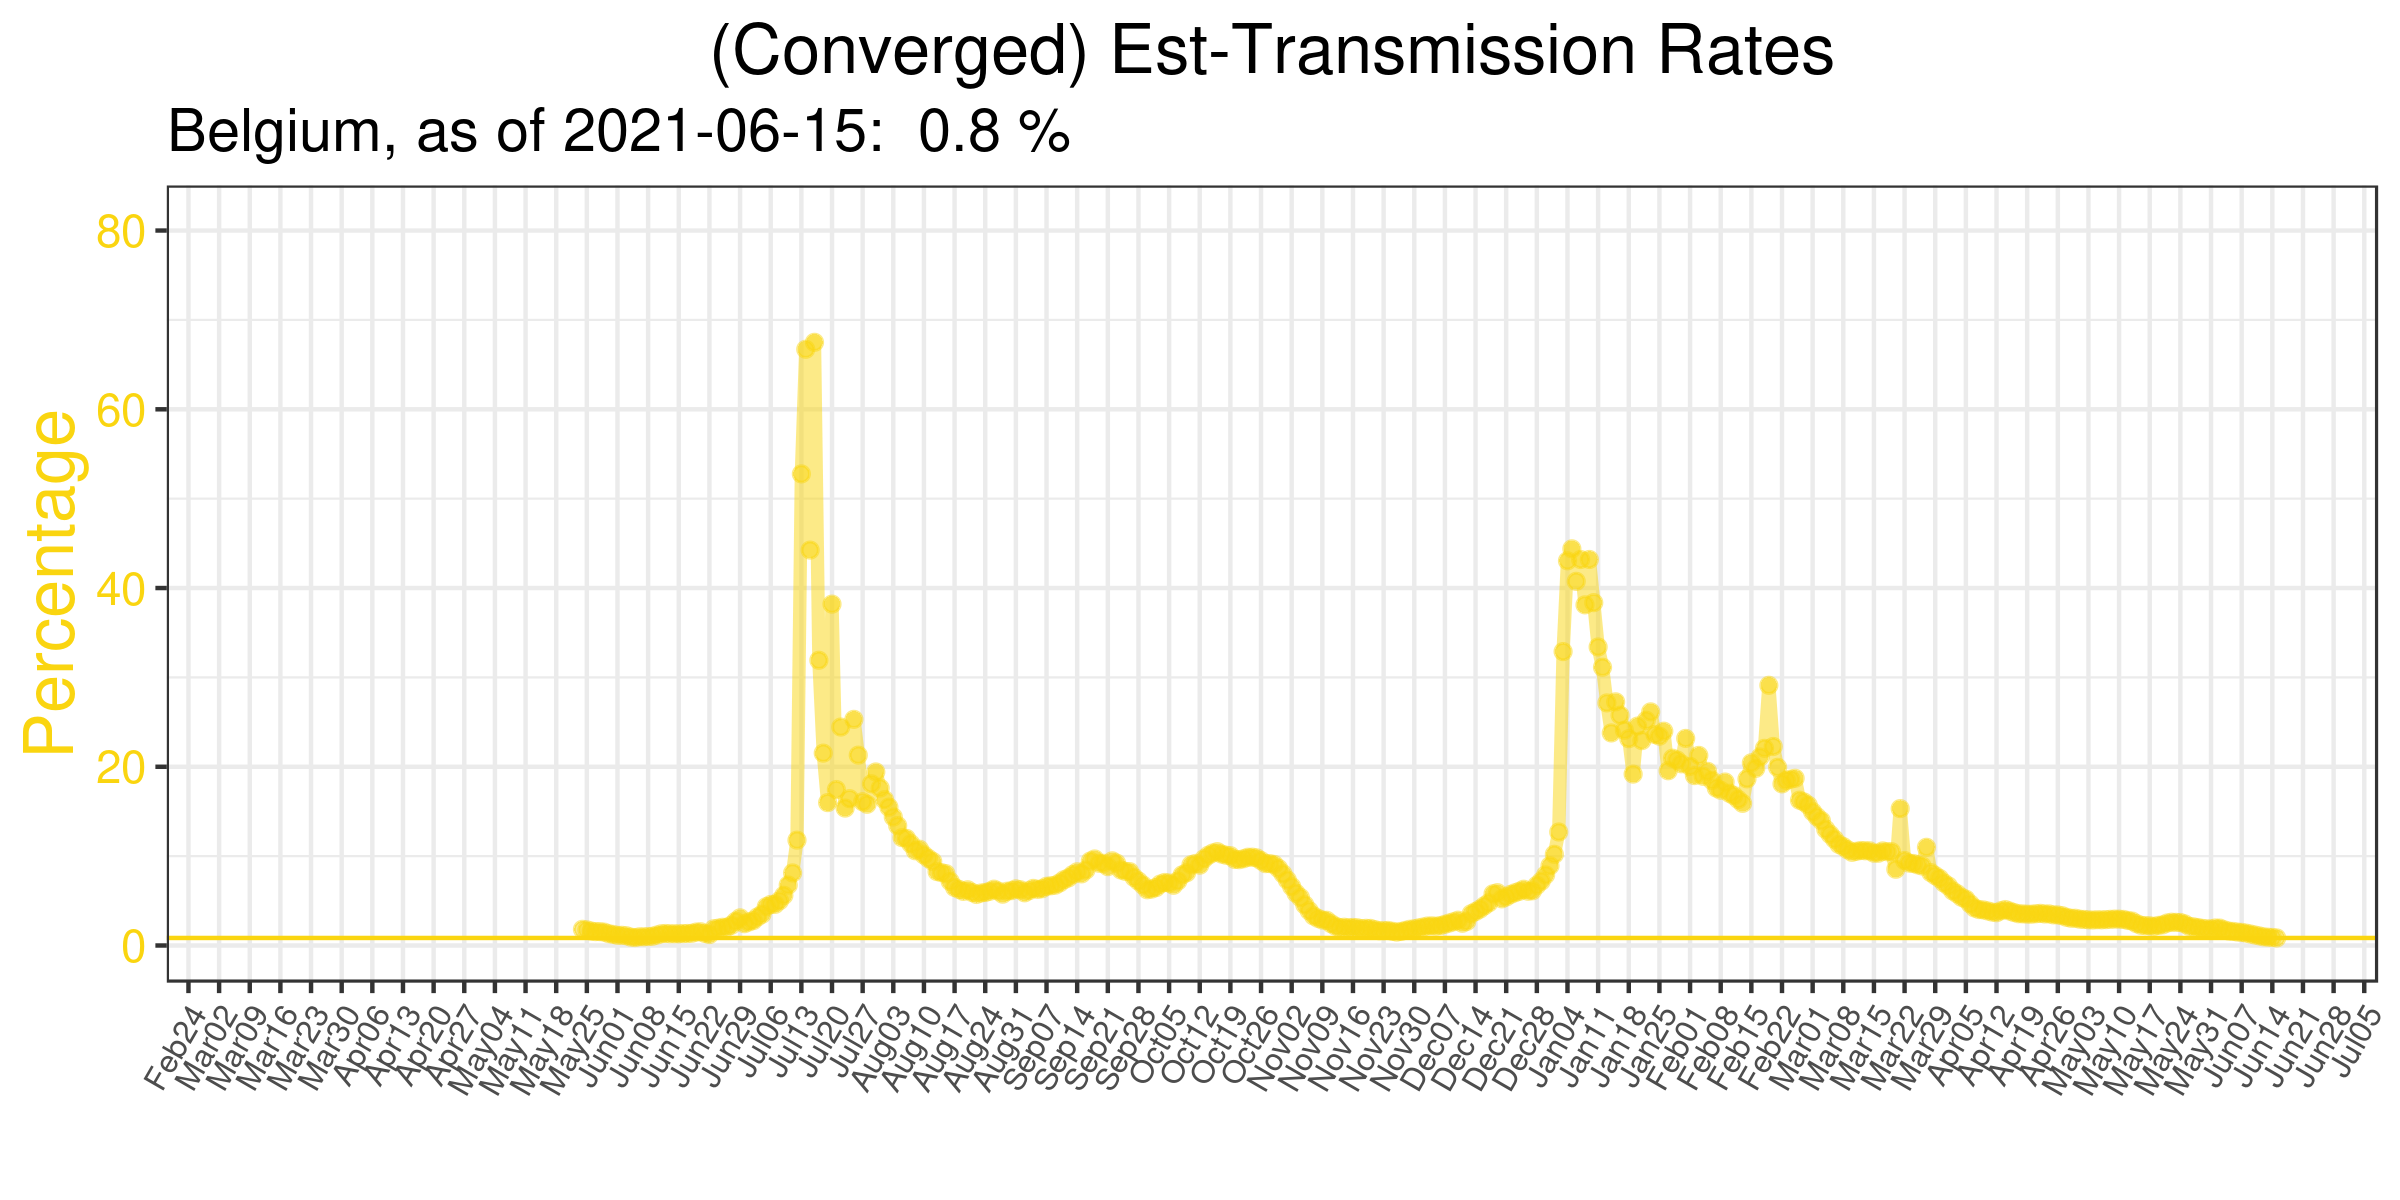 (Converged) Est-Transmission Rates
Belgium, as of 2021-06-15:  0.8 %
Percentage
80
60
40
20
0
Feb24
Mar02
Mar09
Mar16
Mar23
Mar30
Apr06
Apr13
Apr20
Apr27
May04
May11
May18
May25
Jun01
Jun08
Jun15
Jun22
Jun29
Jul06
Jul13
Jul20
Jul27
Aug03
Aug10
Aug17
Aug24
Aug31
Sep07
Sep14
Sep21
Sep28
Oct05
Oct12
Oct19
Oct26
Nov02
Nov09
Nov16
Nov23
Nov30
Dec07
Dec14
Dec21
Dec28
Jan04
Jan11
Jan18
Jan25
Feb01
Feb08
Feb15
Feb22
Mar01
Mar08
Mar15
Mar22
Mar29
Apr05
Apr12
Apr19
Apr26
May03
May10
May17
May24
May31
Jun07
Jun14
Jun21
Jun28
Jul05